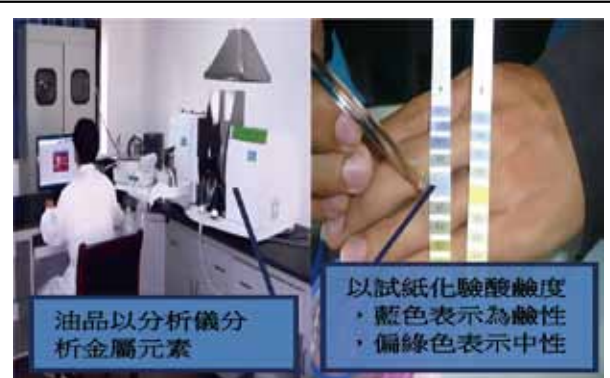 油品以分析儀分
析金屬元素
以試紙化驗酸鹼度
，藍色表示為鹼性
，偏綠色表示中性